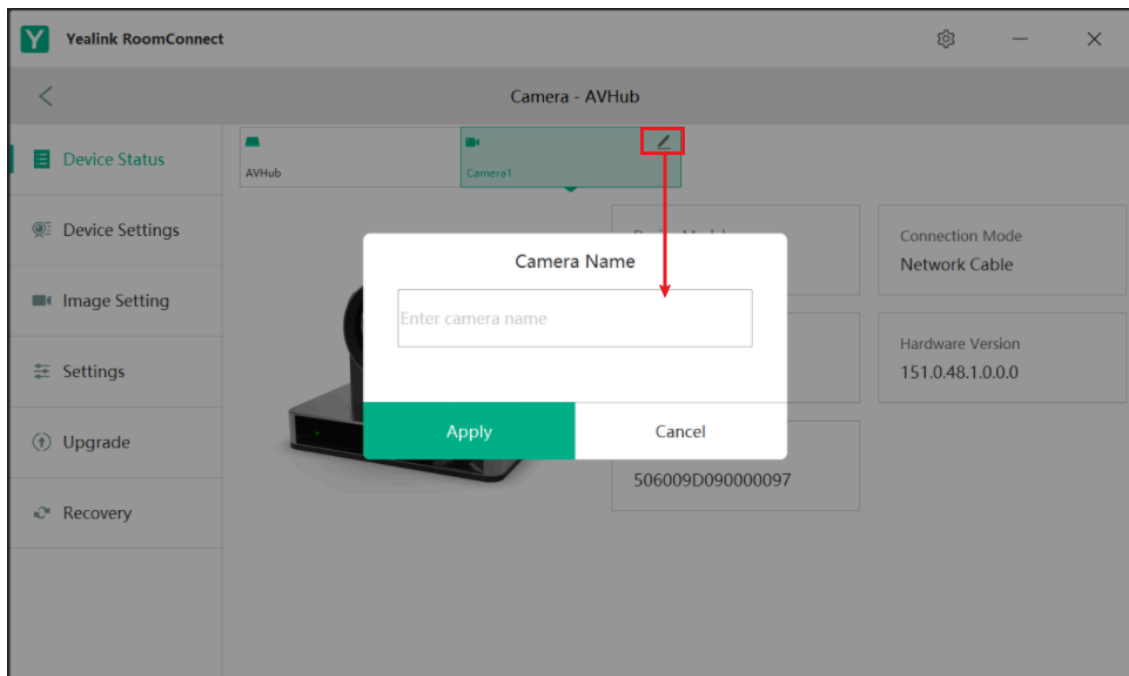 Y Yealink RoomConnect
Camera - AVHub
Device Status
Device Settings
Image Setting
Settings
Upgrade
Recovery
AVHub
Camera1
Connection Mode
Network Cable
Hardware Version
151.0.48.1.0.0.0
506009D090000097
Camera Name
Enter camera name
Apply
Cancel